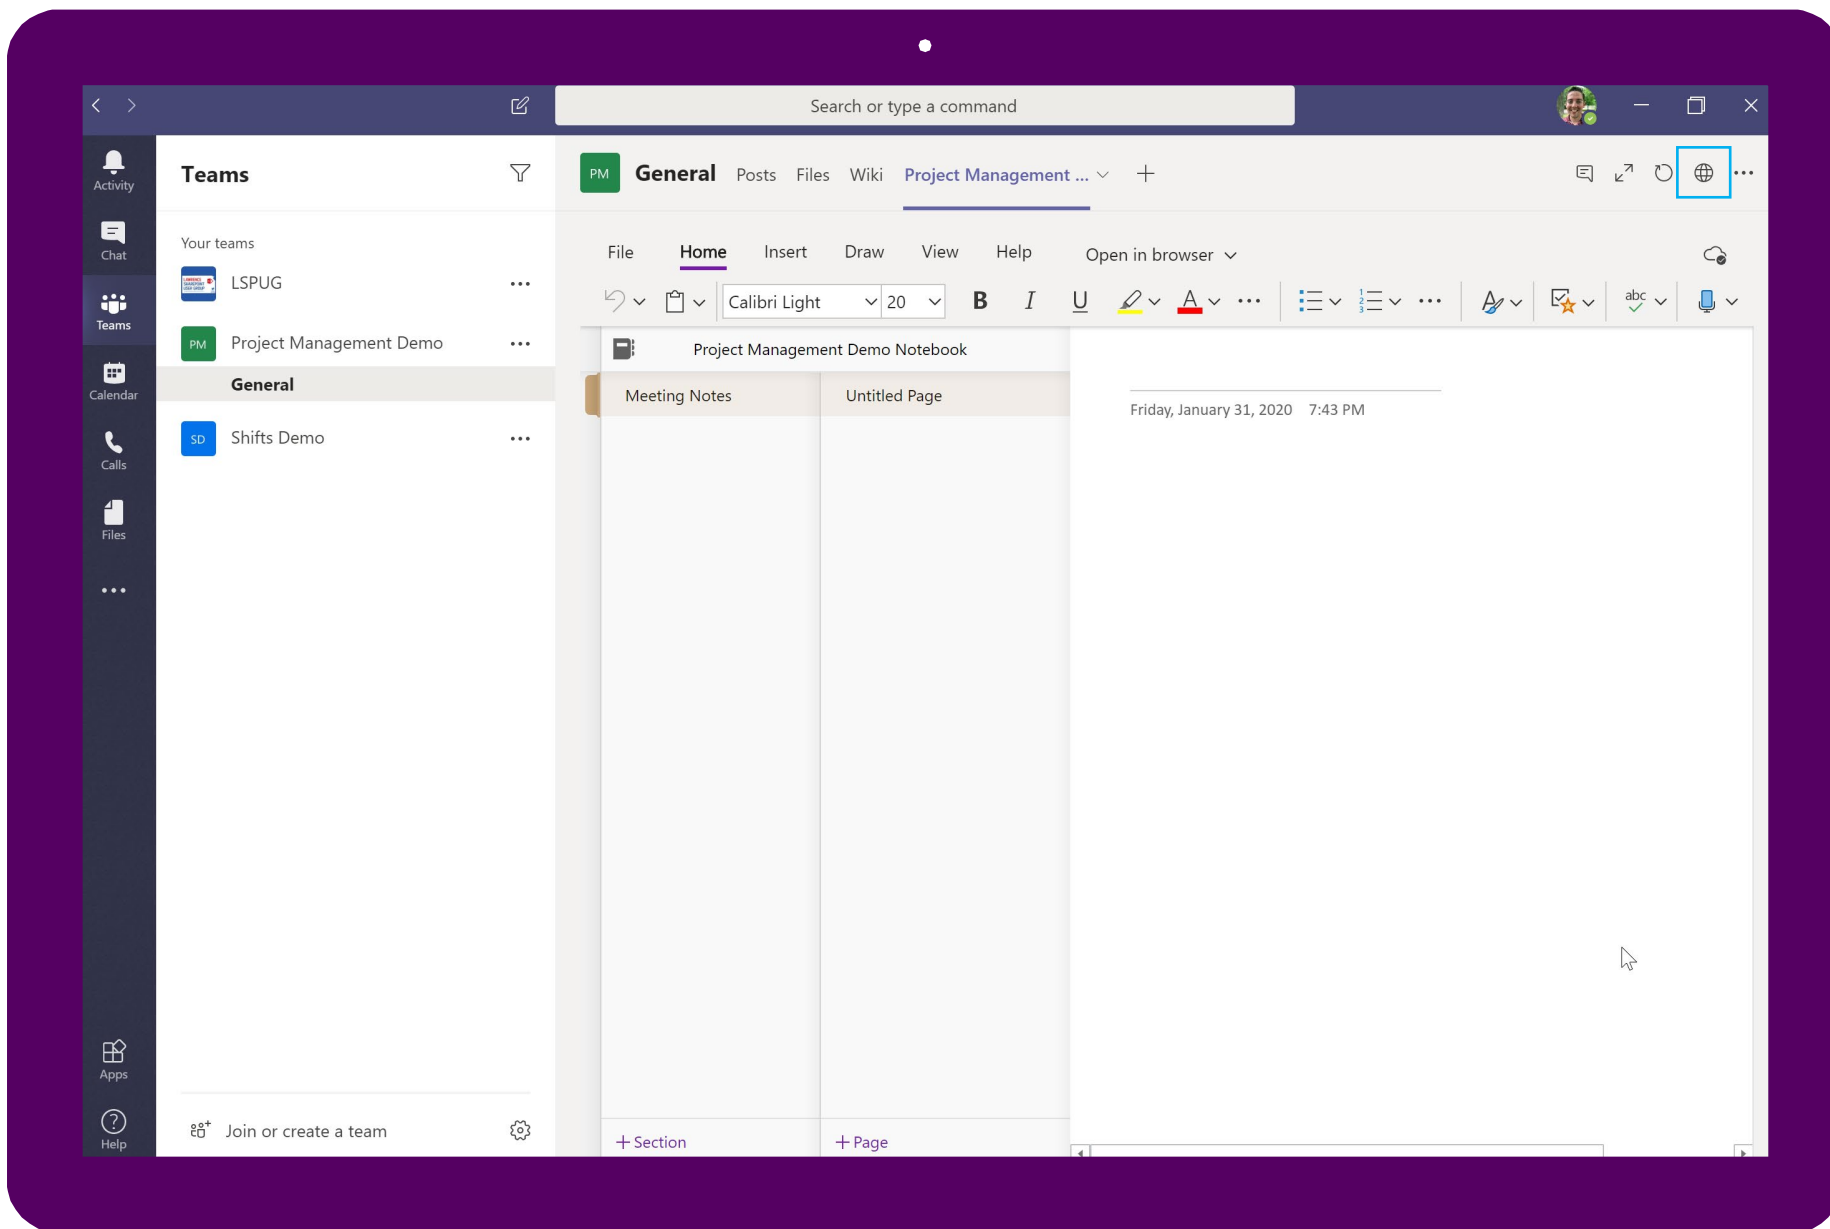 Search or type a command
Activity
Chat
Teams
Calendar
Calls
Files
Apps
Help
Teams
Your teams
LSPUG
PM Project Management Demo
General
SD Shifts Demo
Join or create a team
PM General Posts Files Wiki Project Management ...
File Home Insert Draw View Help Open in browser
Calibri Light 20 B I U A abc
Project Management Demo Notebook
Meeting Notes Untitled Page
Friday, January 31, 2020 7:43 PM
+ Section + Page